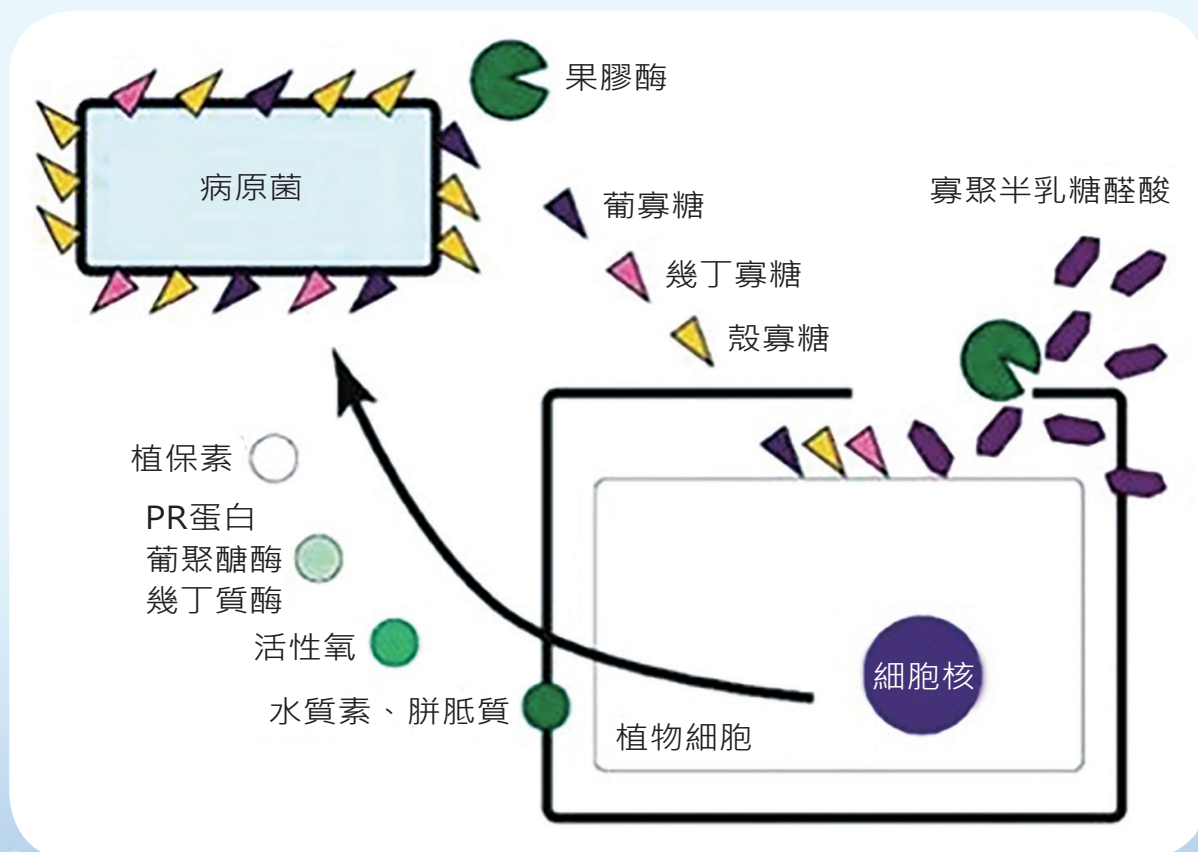 果膠酶
病原菌
葡寡糖
寡聚半乳糖醛酸
幾丁寡糖
殼寡糖
植保素
PR蛋白
葡聚醣酶
幾丁質酶
活性氧
水質素、胼胝質
細胞核
植物細胞